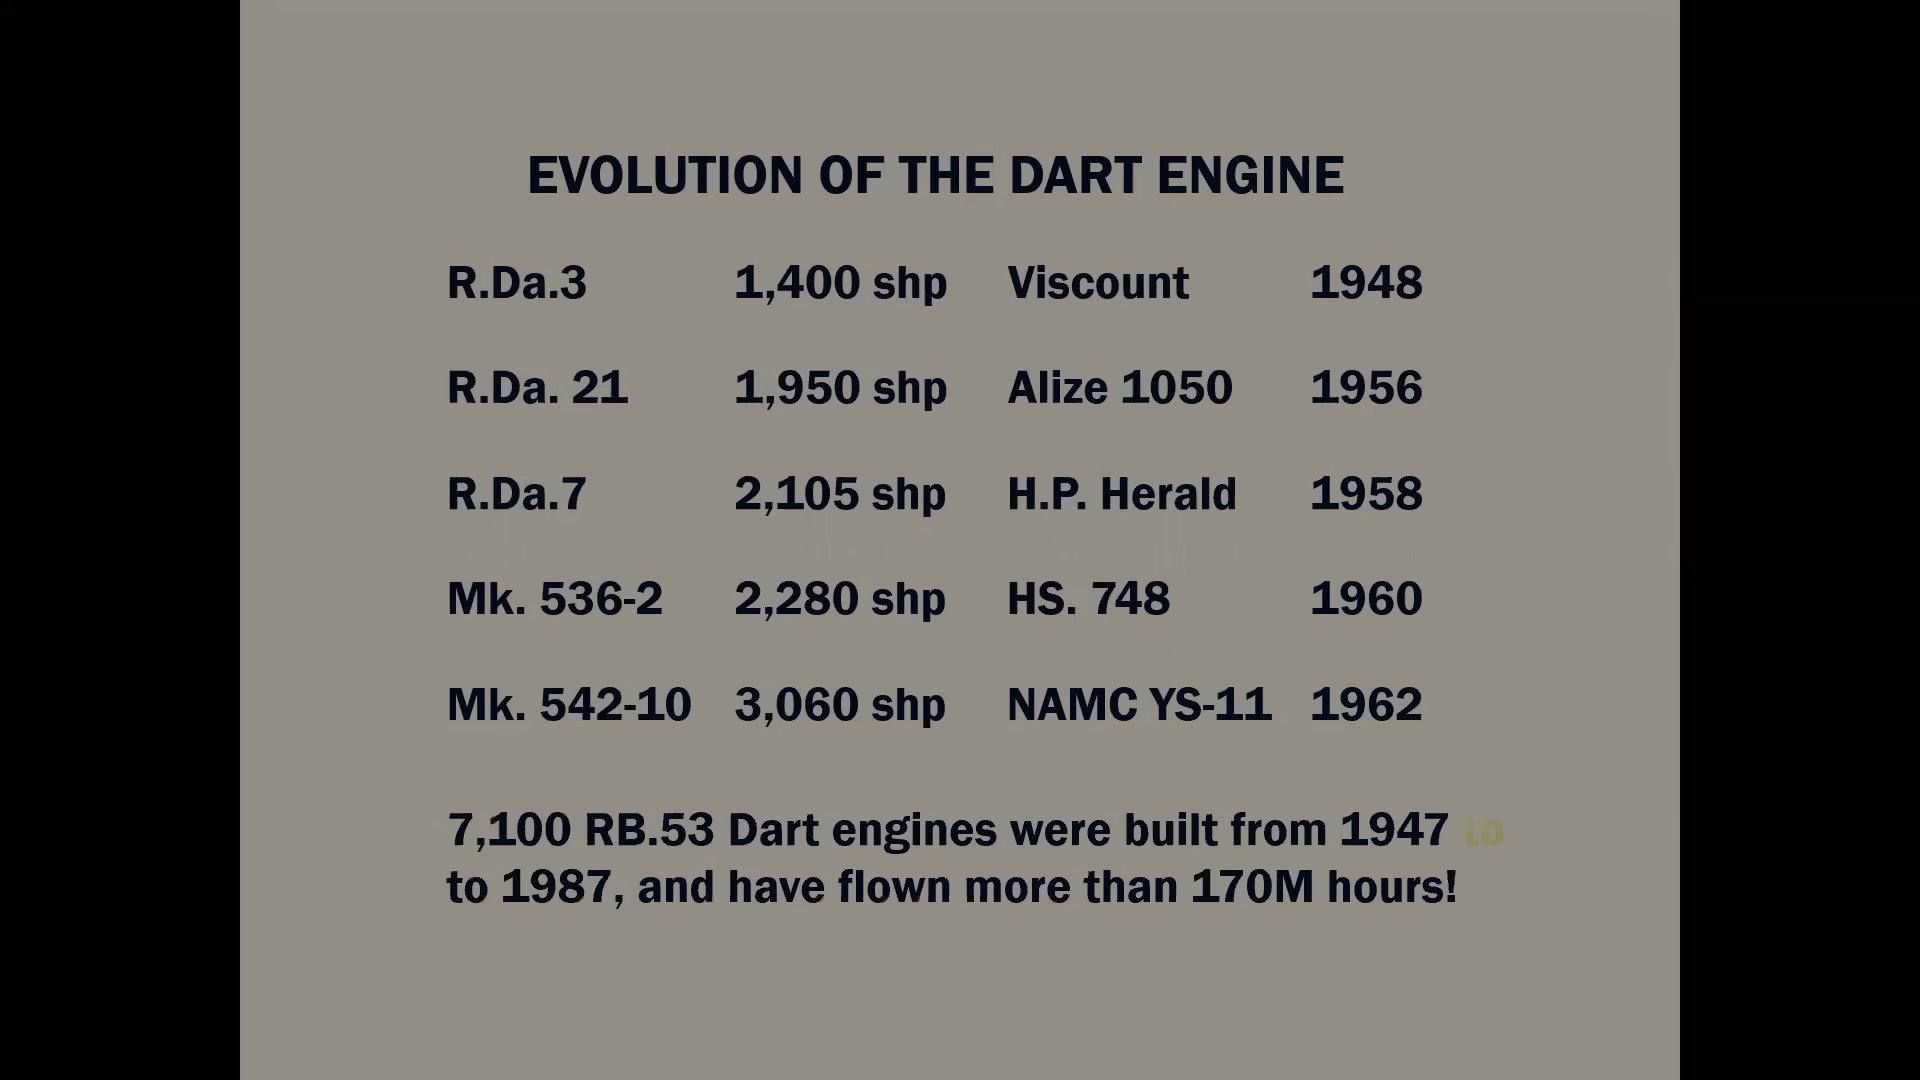 EVOLUTION OF THE DART ENGINE
R.Da.3 1,400 shp Viscount 1948
R.Da. 21 1,950 shp Alize 1050 1956
R.Da.7 2,105 shp H.P. Herald 1958
Mk. 536-2 2,280 shp HS. 748 1960
Mk. 542-10 3,060 shp NAMC YS-11 1962
7,100 RB.53 Dart engines were built from 1947 to
to 1987, and have flown more than 170M hours!